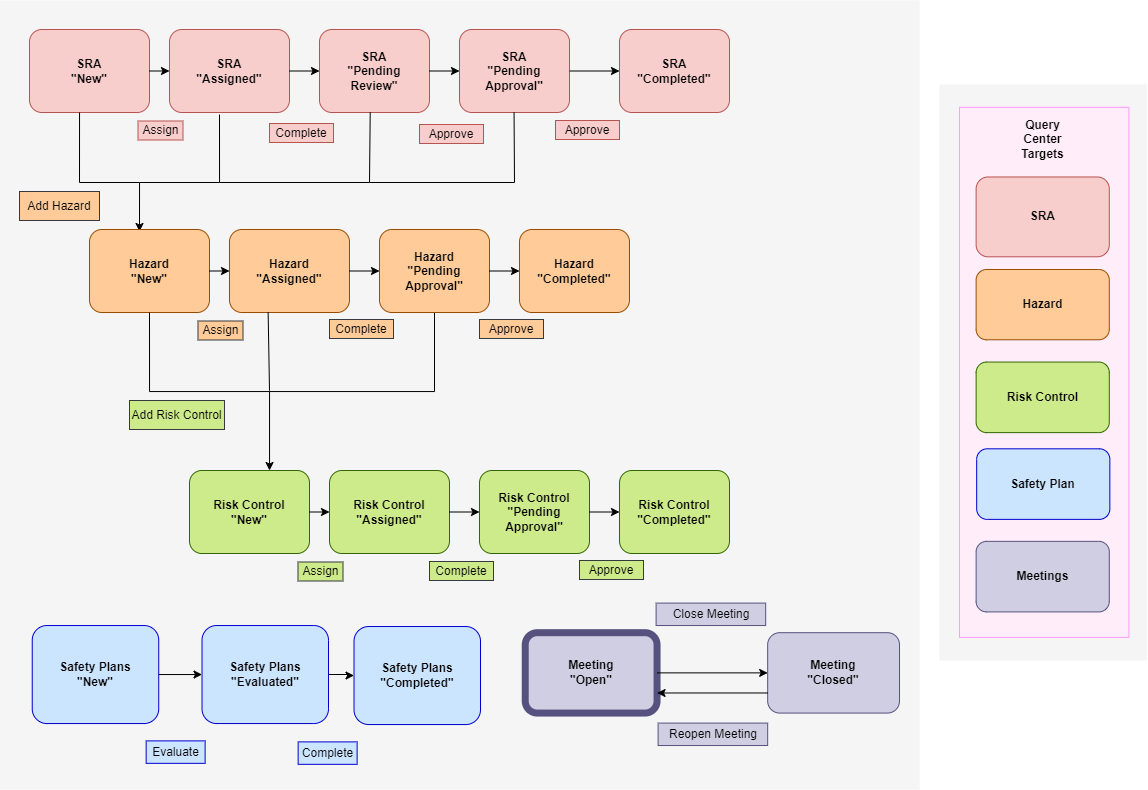 SRA
"New"
SRA
"Assigned"
SRA
"Pending
Review"
SRA
"Pending
Approval"
SRA
"Completed"
Assign
Complete
Approve
Approve
Add Hazard
Hazard
"New"
Hazard
"Assigned"
Hazard
"Pending
Approval"
Hazard
"Completed"
Assign
Complete
Approve
Add Risk Control
Risk Control
"New"
Risk Control
"Assigned"
Risk Control
"Pending
Approval"
Risk Control
"Completed"
Assign
Complete
Approve
Safety Plans
"New"
Safety Plans
"Evaluated"
Safety Plans
"Completed"
Evaluate
Complete
Close Meeting
Meeting
"Open"
Meeting
"Closed"
Reopen Meeting
Query
Center
Targets
SRA
Hazard
Risk Control
Safety Plan
Meetings